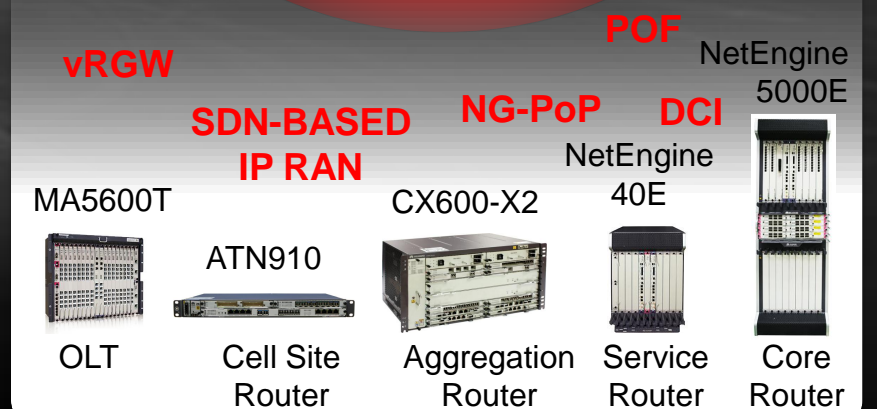 POF
vRGW
NetEngine
5000E
NG-PoP
DCI
SDN-BASED
IP RAN
NetEngine
40E
MA5600T
CX600-X2
ATN910
OLT
Cell Site
Router
Aggregation
Router
Service
Router
Core
Router